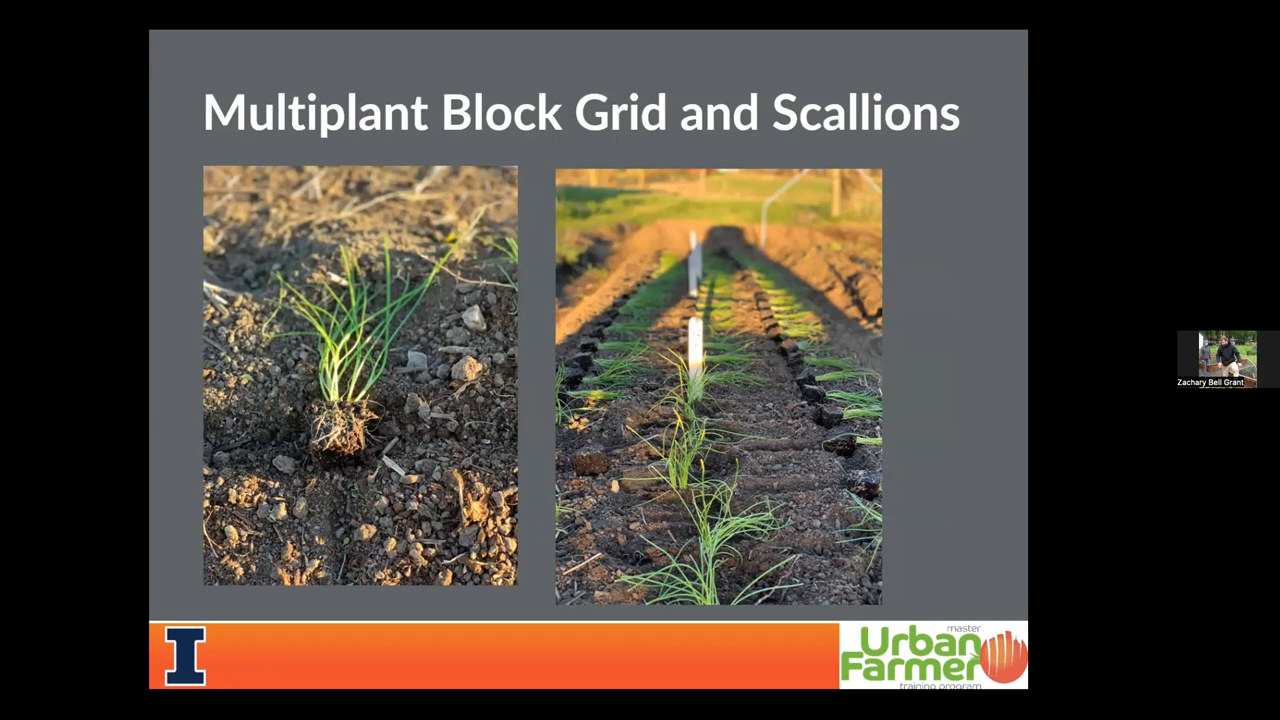 Multiplant Block Grid and Scallions
Zachary Bell Grant
I
master
Urban
Farmer
training program